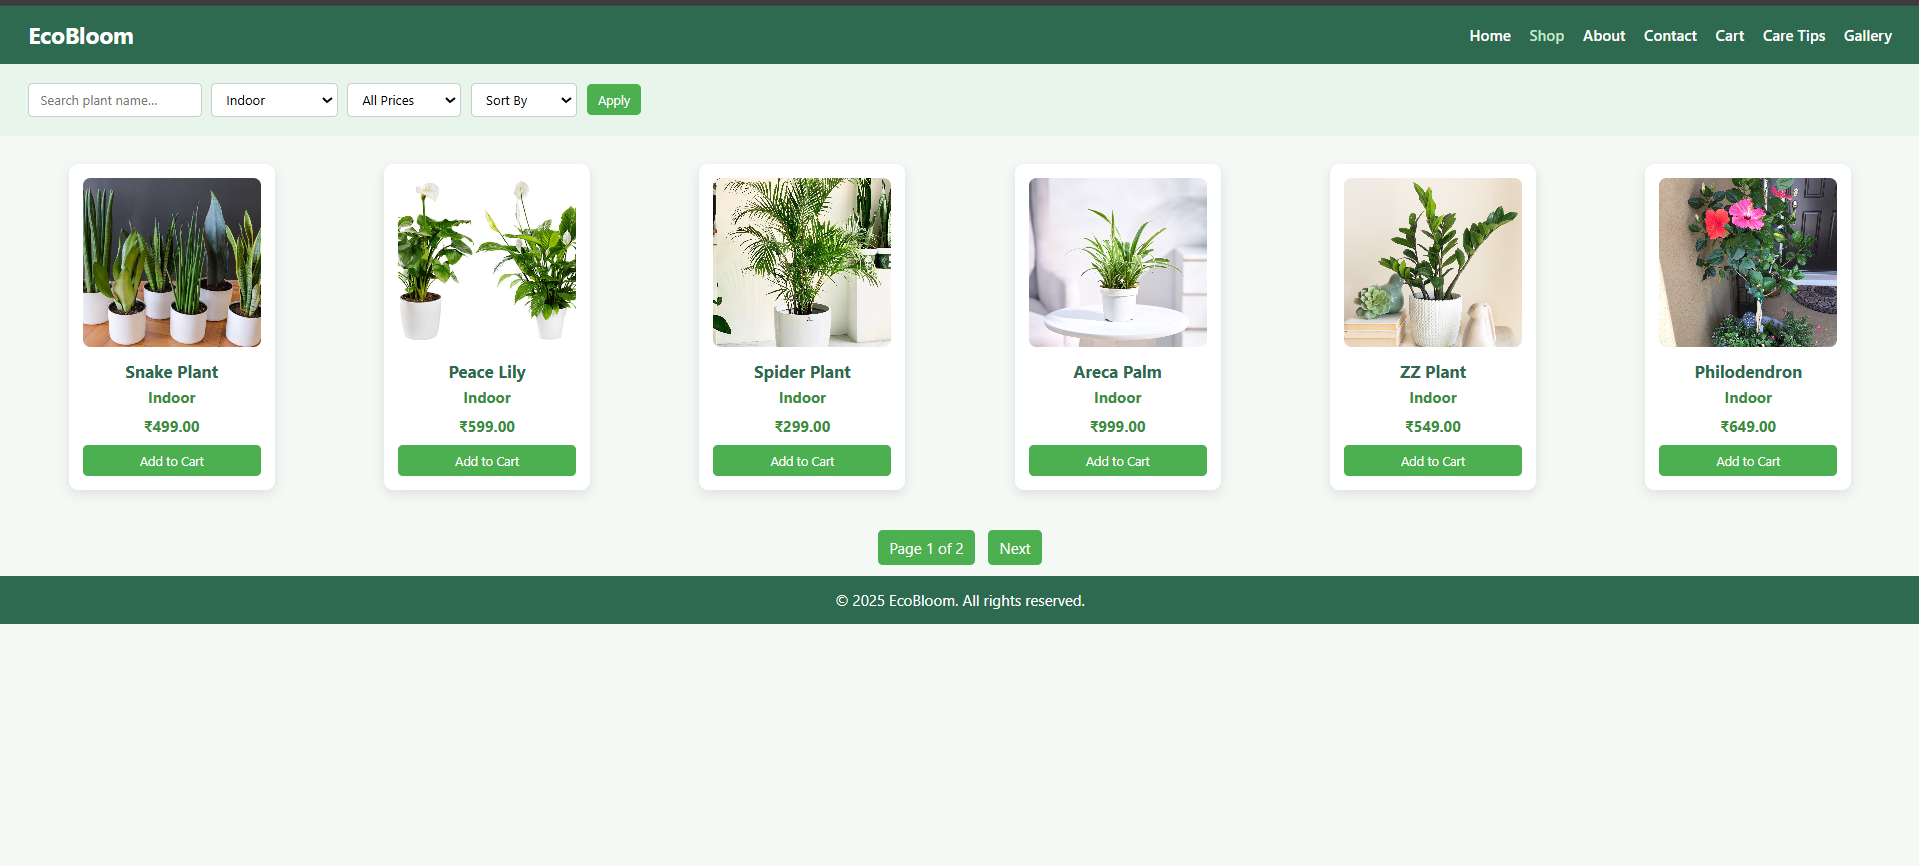 EcoBloom
Home Shop About Contact Cart Care Tips Gallery
Search plant name... Indoor All Prices Sort By Apply
Snake Plant
Indoor
₹499.00
Add to Cart
Peace Lily
Indoor
₹599.00
Add to Cart
Spider Plant
Indoor
₹299.00
Add to Cart
Areca Palm
Indoor
₹999.00
Add to Cart
ZZ Plant
Indoor
₹549.00
Add to Cart
Philodendron
Indoor
₹649.00
Add to Cart
Page 1 of 2 Next
© 2025 EcoBloom. All rights reserved.